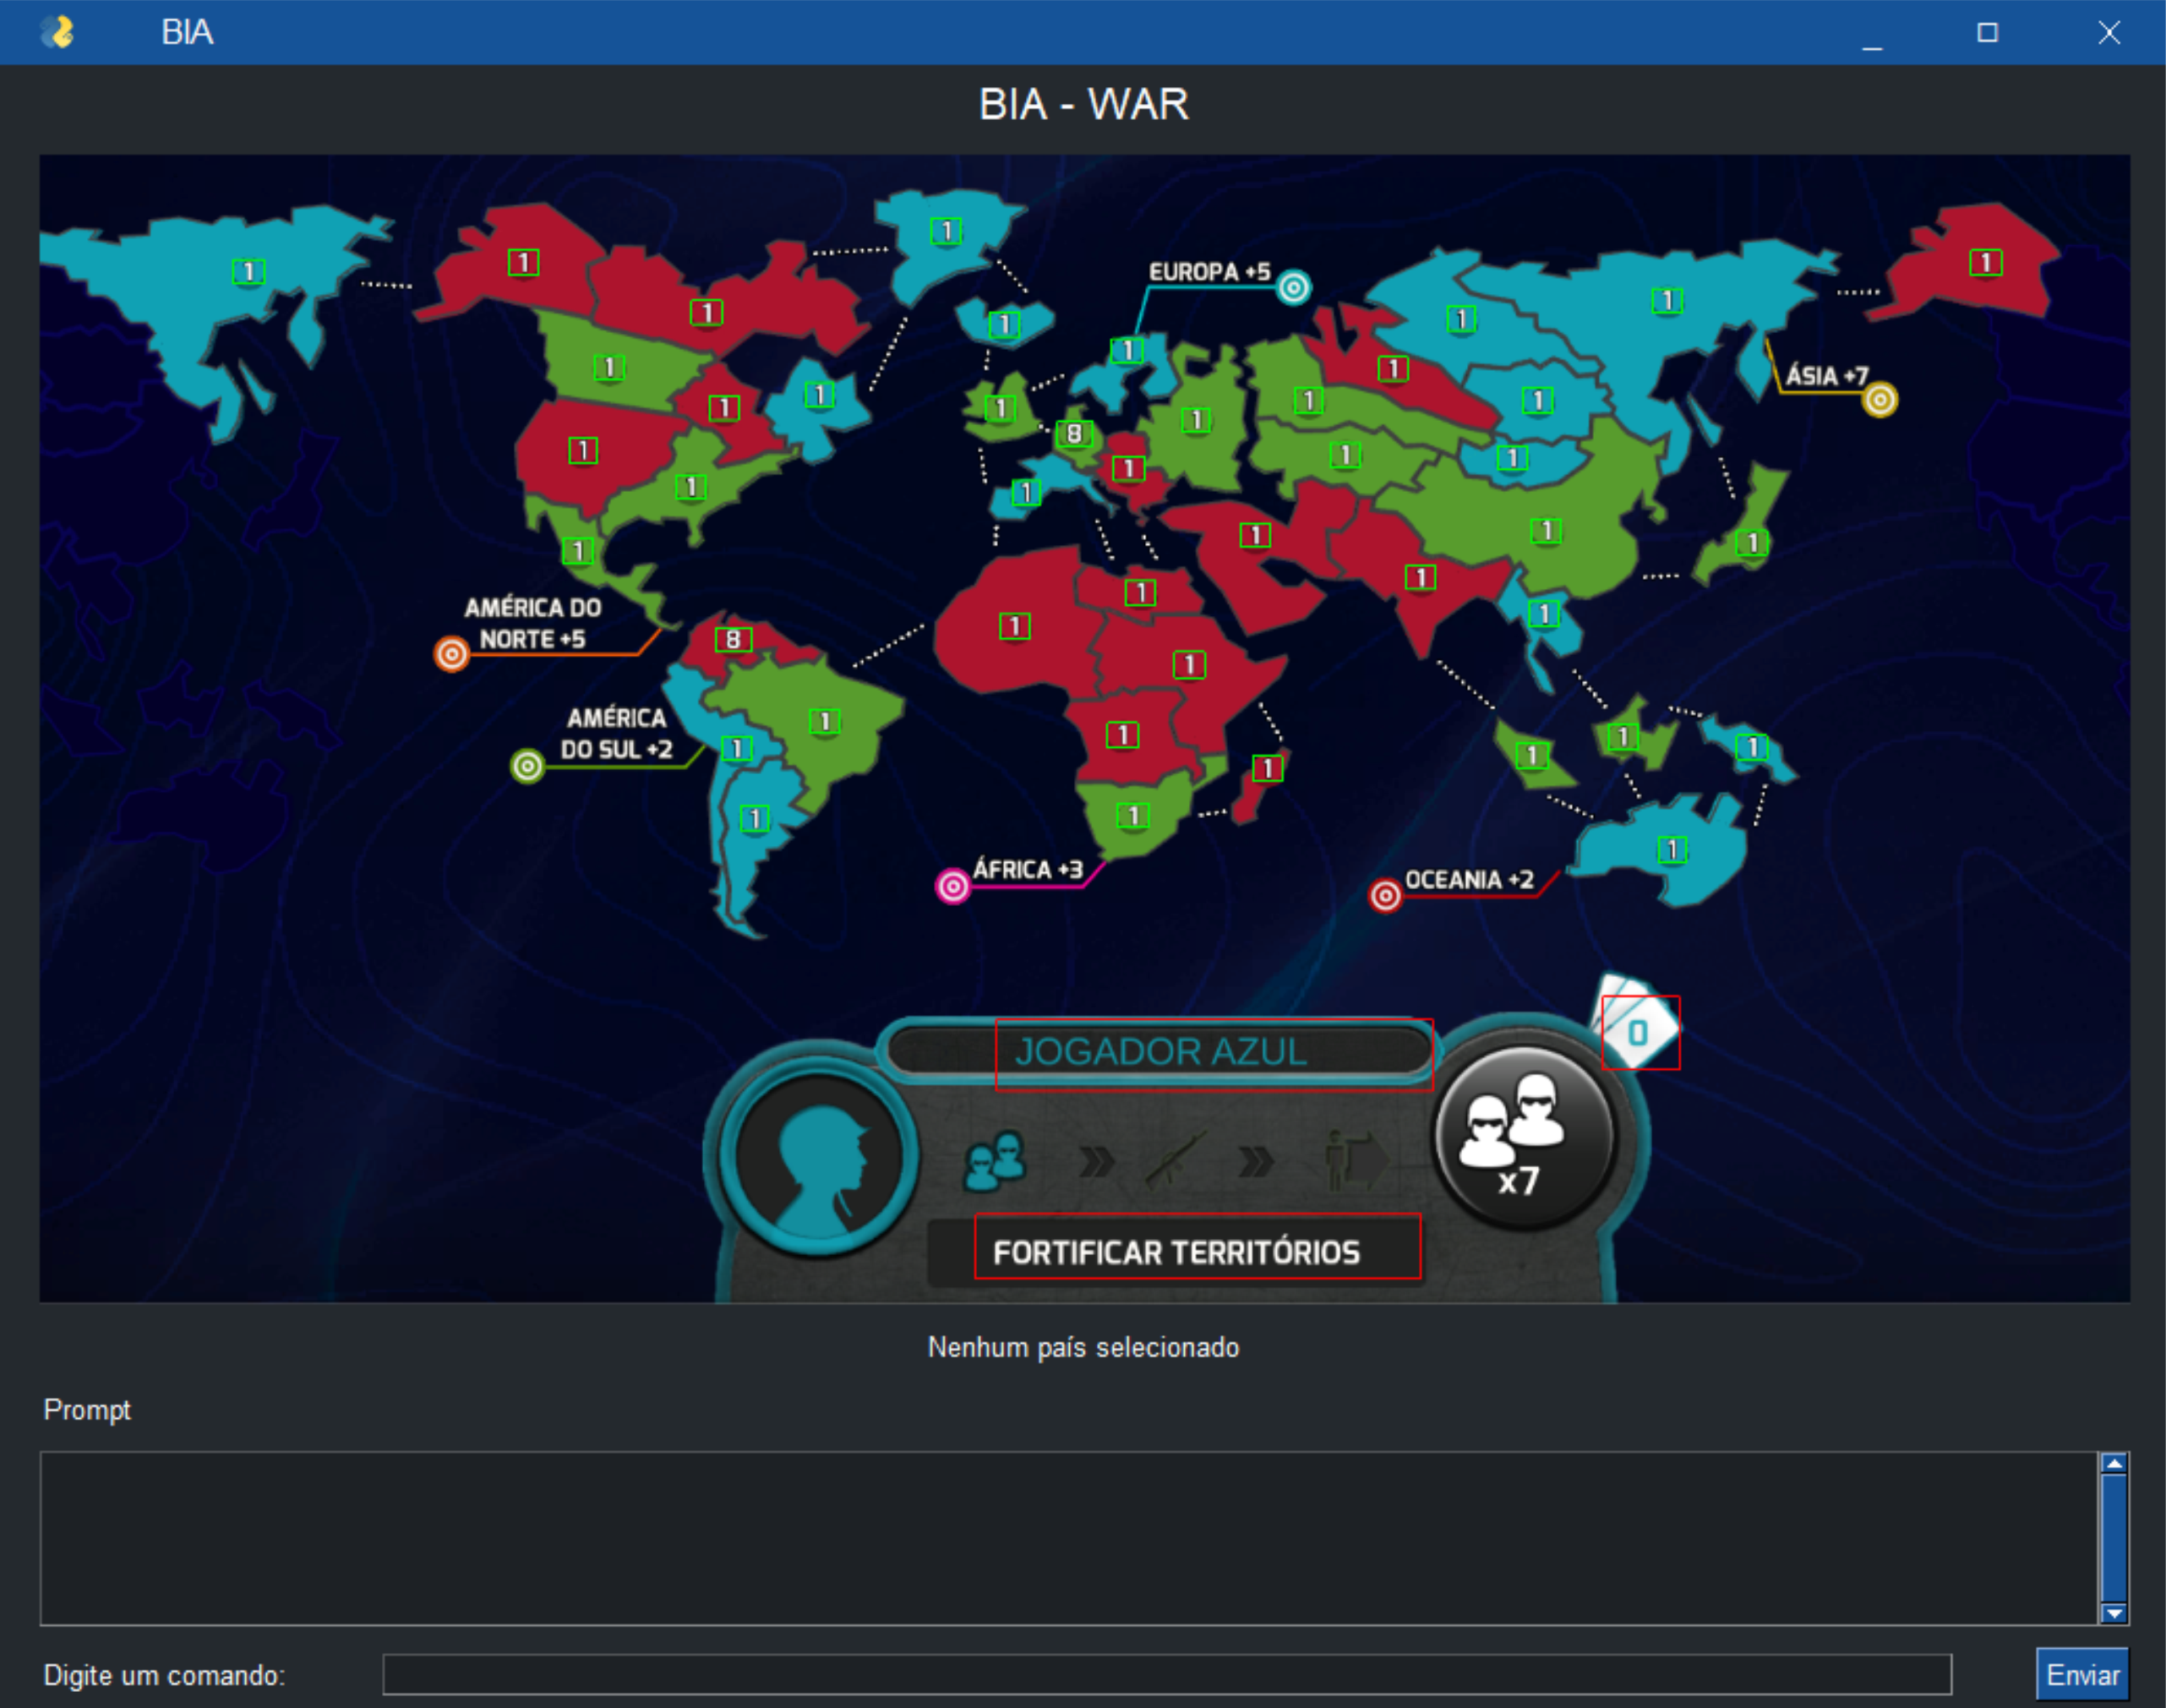 BIA
BIA - WAR
1
1
1
1
1
EUROPA +5
1
1
1
1
1
1
ÁSIA +7
1
1
1
1
1
1
1
1
1
8
1
1
1
1
1
1
1
1
1
1
1
AMÉRICA DO
NORTE +5
8
1
1
1
1
AMÉRICA
DO SUL +2
1
1
1
1
1
1
1
1
1
1
ÁFRICA +3
OCEANIA +2
0
JOGADOR AZUL
x7
FORTIFICAR TERRITÓRIOS
Nenhum país selecionado
Prompt
Digite um comando:
Enviar